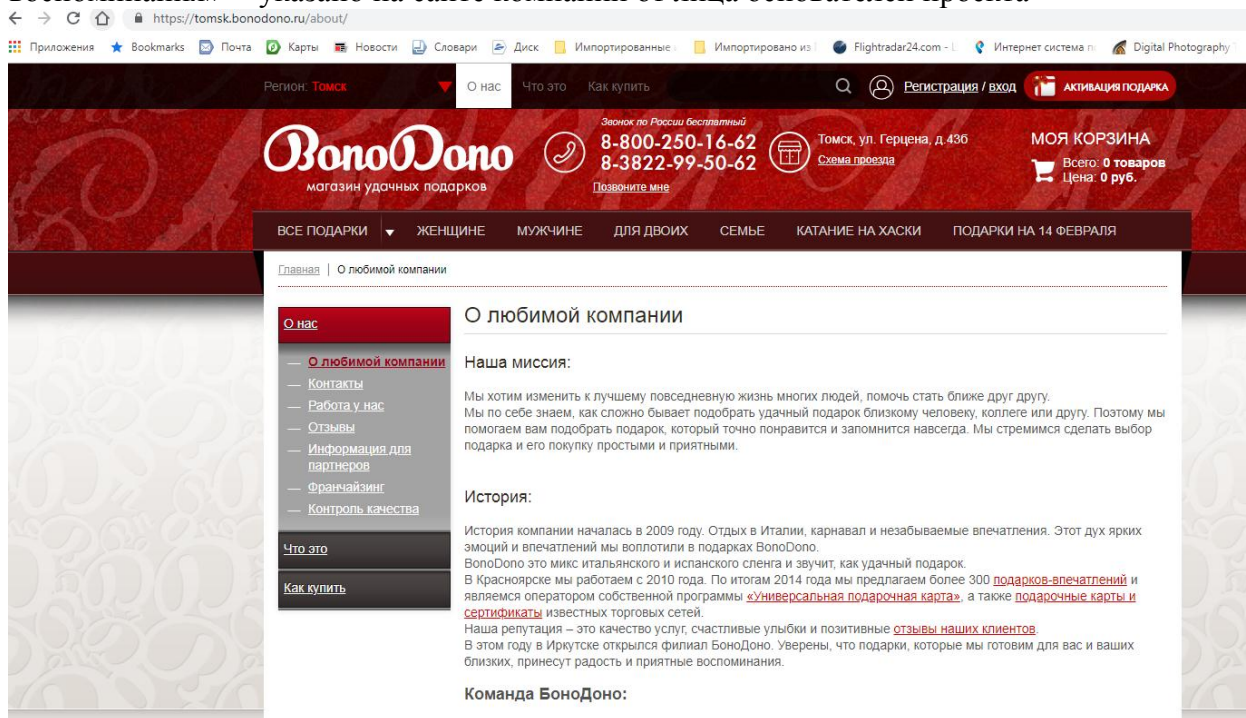 воспоминания» – указано на сайте компании от лица основателей проекта
https://tomsk.bonodono.ru/about/
Приложения Bookmarks Почта Карты Новости Словари Диск Импортированные Импортировано из Flightradar24.com - Интернет система Digital Photography
Регион: Томск О нас Что это Как купить Регистрация / вход АКТИВАЦИЯ ПОДАРКА
BonoDono
магазин удачных подарков
Звонок по России бесплатный
8-800-250-16-62
8-3822-99-50-62
Позвоните мне
Томск, ул. Герцена, д.43б
Схема проезда
МОЯ КОРЗИНА
Всего: 0 товаров
Цена: 0 руб.
ВСЕ ПОДАРКИ ЖЕНЩИНЕ МУЖЧИНЕ ДЛЯ ДВОИХ СЕМЬЕ КАТАНИЕ НА ХАСКИ ПОДАРКИ НА 14 ФЕВРАЛЯ
Главная | О любимой компании
О нас
— О любимой компании
— Контакты
— Работа у нас
— Отзывы
— Информация для
партнеров
— Франчайзинг
— Контроль качества
Что это
Как купить
О любимой компании
Наша миссия:
Мы хотим изменить к лучшему повседневную жизнь многих людей, помочь стать ближе друг другу.
Мы по себе знаем, как сложно бывает подобрать удачный подарок близкому человеку, коллеге или другу. Поэтому мы
помогаем вам подобрать подарок, который точно понравится и запомнится навсегда. Мы стремимся сделать выбор
подарка и его покупку простыми и приятными.
История:
История компании началась в 2009 году. Отдых в Италии, карнавал и незабываемые впечатления. Этот дух ярких
эмоций и впечатлений мы воплотили в подарках BonoDono.
BonoDono это микс итальянского и испанского сленга и звучит, как удачный подарок.
В Красноярске мы работаем с 2010 года. По итогам 2014 года мы предлагаем более 300 подарков-впечатлений и
являемся оператором собственной программы «Универсальная подарочная карта», а также подарочные карты и
сертификаты известных торговых сетей.
Наша репутация – это качество услуг, счастливые улыбки и позитивные отзывы наших клиентов.
В этом году в Иркутске открылся филиал БоноДоно. Уверены, что подарки, которые мы готовим для вас и ваших
близких, принесут радость и приятные воспоминания.
Команда БоноДоно: